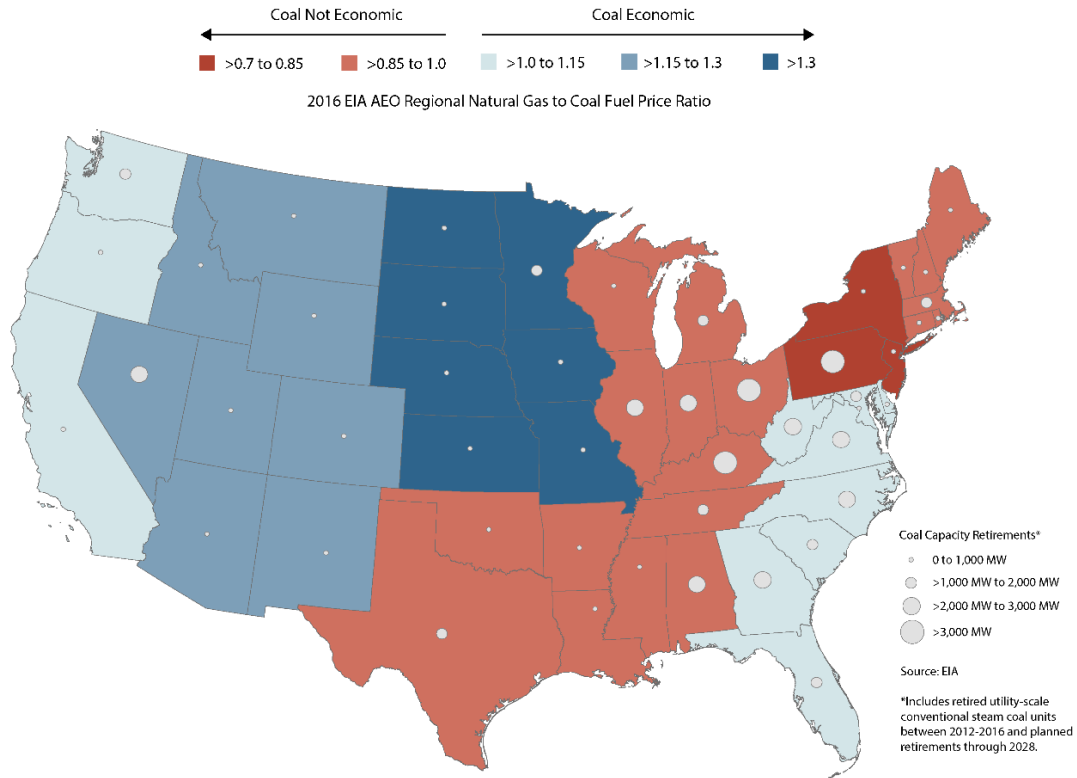 Coal Not Economic
Coal Economic
>0.7 to 0.85
>0.85 to 1.0
>1.0 to 1.15
>1.15 to 1.3
>1.3
2016 EIA AEO Regional Natural Gas to Coal Fuel Price Ratio
Coal Capacity Retirements*
0 to 1,000 MW
>1,000 MW to 2,000 MW
>2,000 MW to 3,000 MW
>3,000 MW
Source: EIA
*Includes retired utility-scale
conventional steam coal units
between 2012-2016 and planned
retirements through 2028.